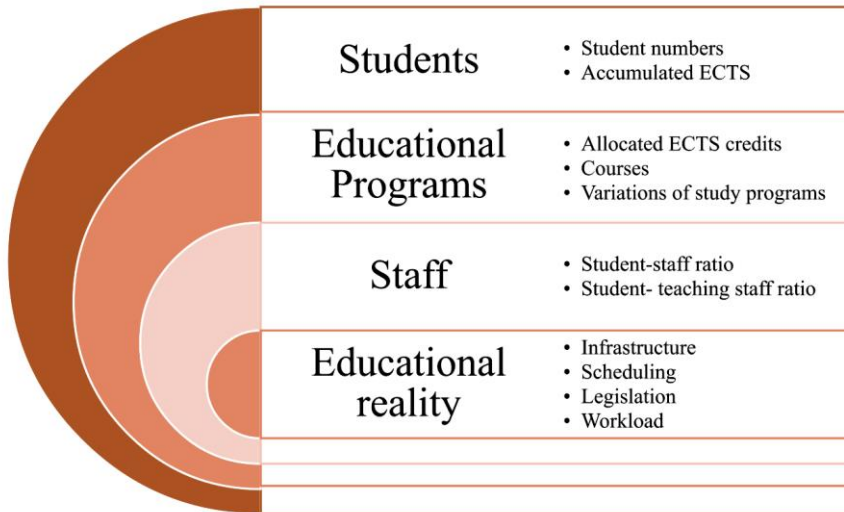 Students
• Student numbers
• Accumulated ECTS
Educational
Programs
• Allocated ECTS credits
• Courses
• Variations of study programs
Staff
• Student-staff ratio
• Student- teaching staff ratio
Educational
reality
• Infrastructure
• Scheduling
• Legislation
• Workload